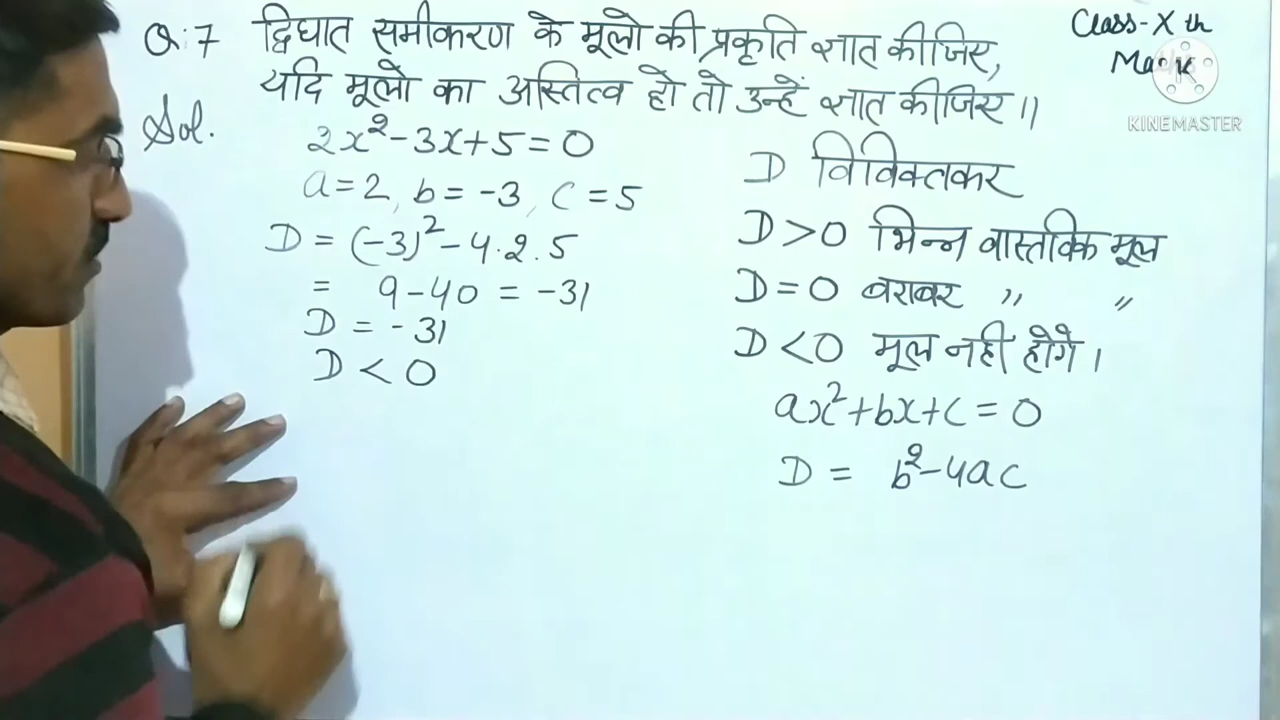 Q:7 द्विघात समीकरण के मूलो की प्रकृति ज्ञात कीजिए,
यदि मूलो का अस्तित्व हो तो उन्हें ज्ञात कीजिए॥
Class-X th
KINEMASTER
Sol.
2x²-3x+5=0
a=2, b=-3, c=5
D = (-3)² - 4.2.5
= 9-40 = -31
D = -31
D < 0
D विविक्तकर
D>0 भिन्न वास्तविक मूल
D=0 बराबर ,, ,,
D<0 मूल नही होगे।
ax²+bx+c=0
D = b²-4ac